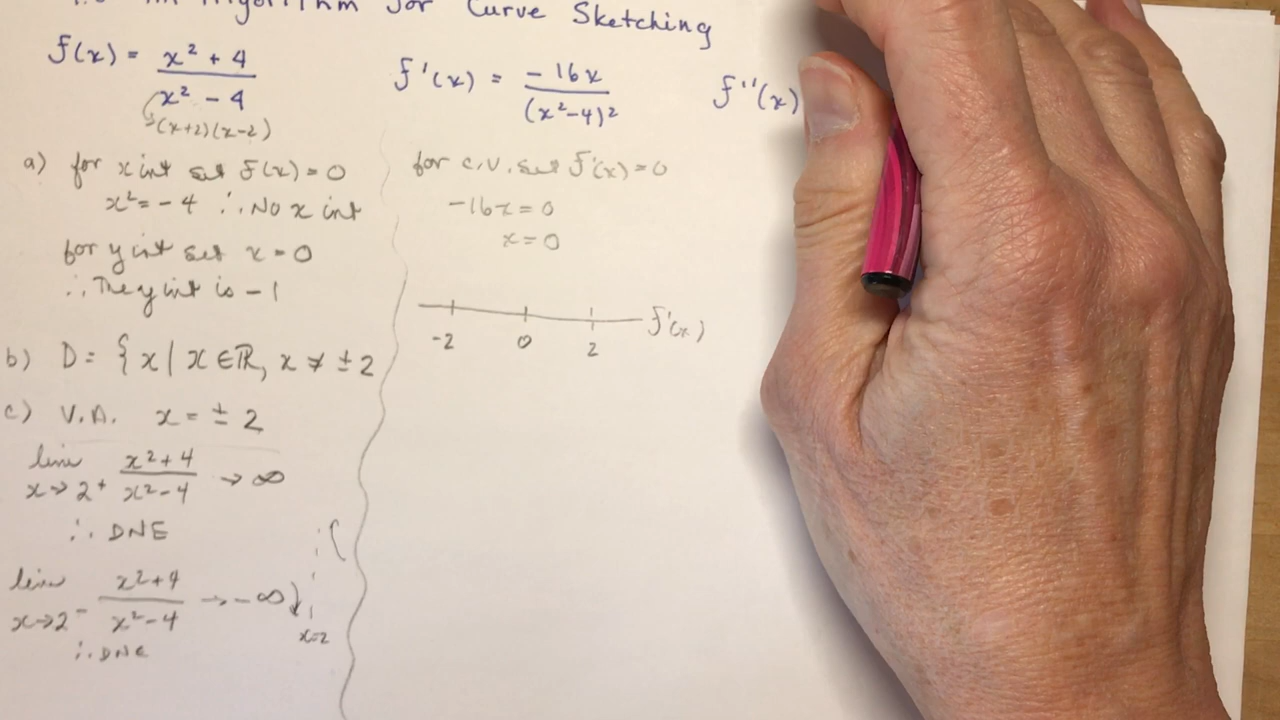 Algorithm for Curve Sketching
f(x) = x² + 4 / x² - 4
(x+2)(x-2)
f'(x) = -16x / (x²-4)²
f''(x)
a) for x int set f(x) = 0
x² = -4 ∴ No x int
for y int set x = 0
∴ The y int is -1
b) D = { x | x ∈ ℝ, x ≠ ± 2
c) V.A. x = ± 2
lim x→2⁺ x²+4 / x²-4 → ∞
∴ DNE
lim x→2⁻ x²+4 / x²-4 → -∞
∴ DNE
x=2
for c.v. set f'(x) = 0
-16x = 0
x = 0
-2 0 2 f'(x)